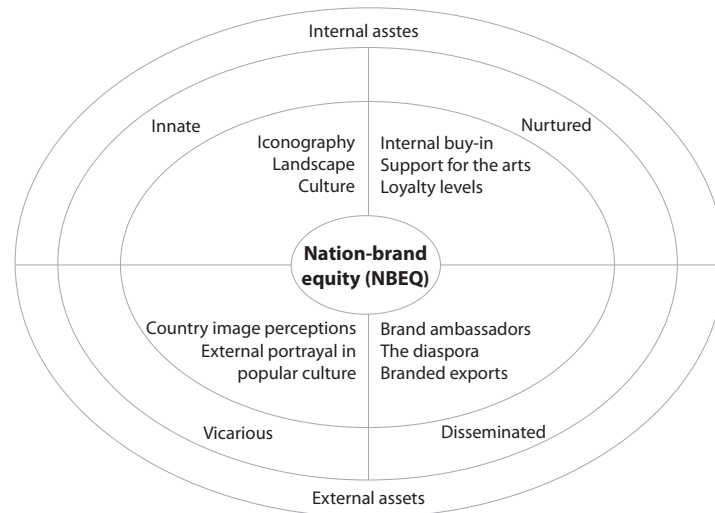 Internal asstes
Innate
Nurtured
Iconography
Landscape
Culture
Internal buy-in
Support for the arts
Loyalty levels
Nation-brand
equity (NBEQ)
Country image perceptions
External portrayal in
popular culture
Brand ambassadors
The diaspora
Branded exports
Vicarious
Disseminated
External assets